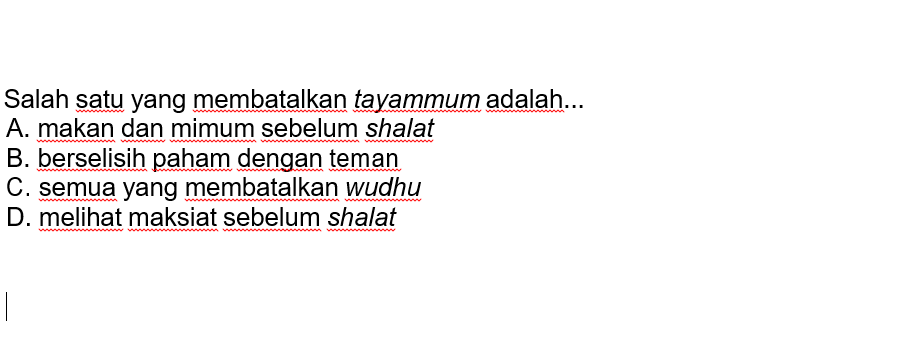 Salah satu yang membatalkan tayammum adalah...
A. makan dan mimum sebelum shalat
B. berselisih paham dengan teman
C. semua yang membatalkan wudhu
D. melihat maksiat sebelum shalat